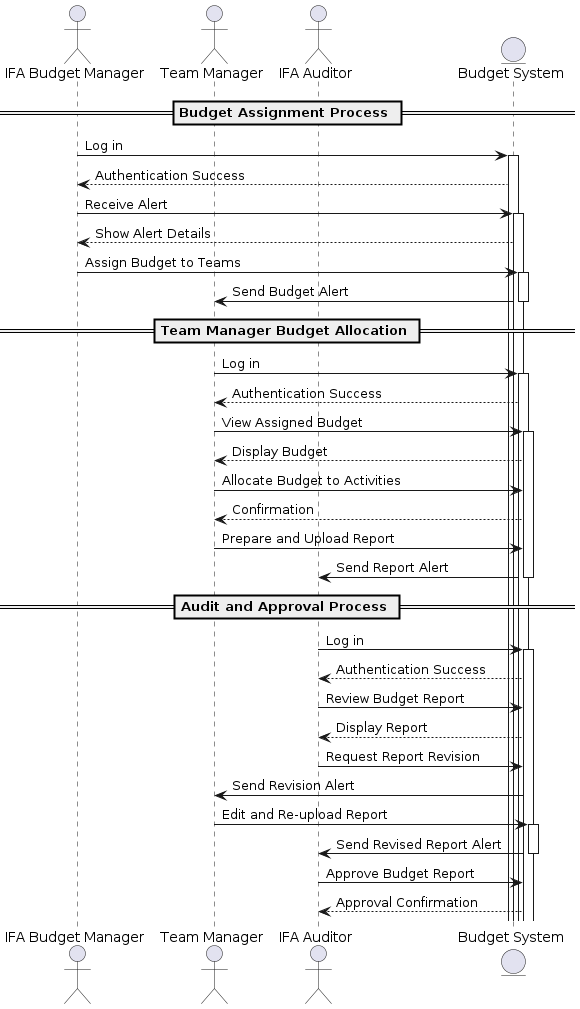 IFA Budget Manager Team Manager IFA Auditor Budget System
Budget Assignment Process
Log in
Authentication Success
Receive Alert
Show Alert Details
Assign Budget to Teams
Send Budget Alert
Team Manager Budget Allocation
Log in
Authentication Success
View Assigned Budget
Display Budget
Allocate Budget to Activities
Confirmation
Prepare and Upload Report
Send Report Alert
Audit and Approval Process
Log in
Authentication Success
Review Budget Report
Display Report
Request Report Revision
Send Revision Alert
Edit and Re-upload Report
Send Revised Report Alert
Approve Budget Report
Approval Confirmation
IFA Budget Manager Team Manager IFA Auditor Budget System